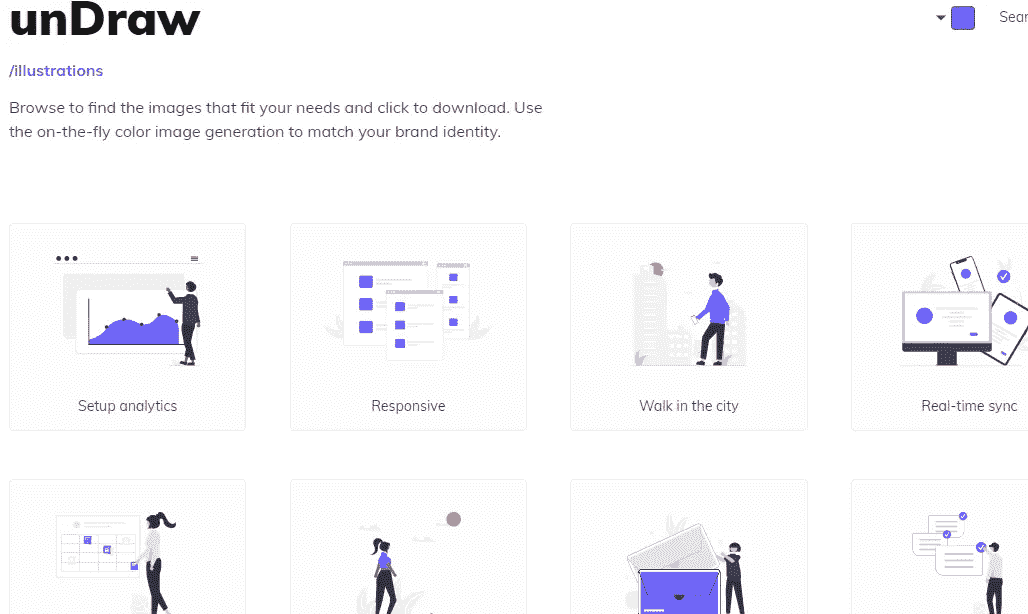 unDraw
Sear
/illustrations
Browse to find the images that fit your needs and click to download. Use
the on-the-fly color image generation to match your brand identity.
Setup analytics
Responsive
Walk in the city
Real-time sync